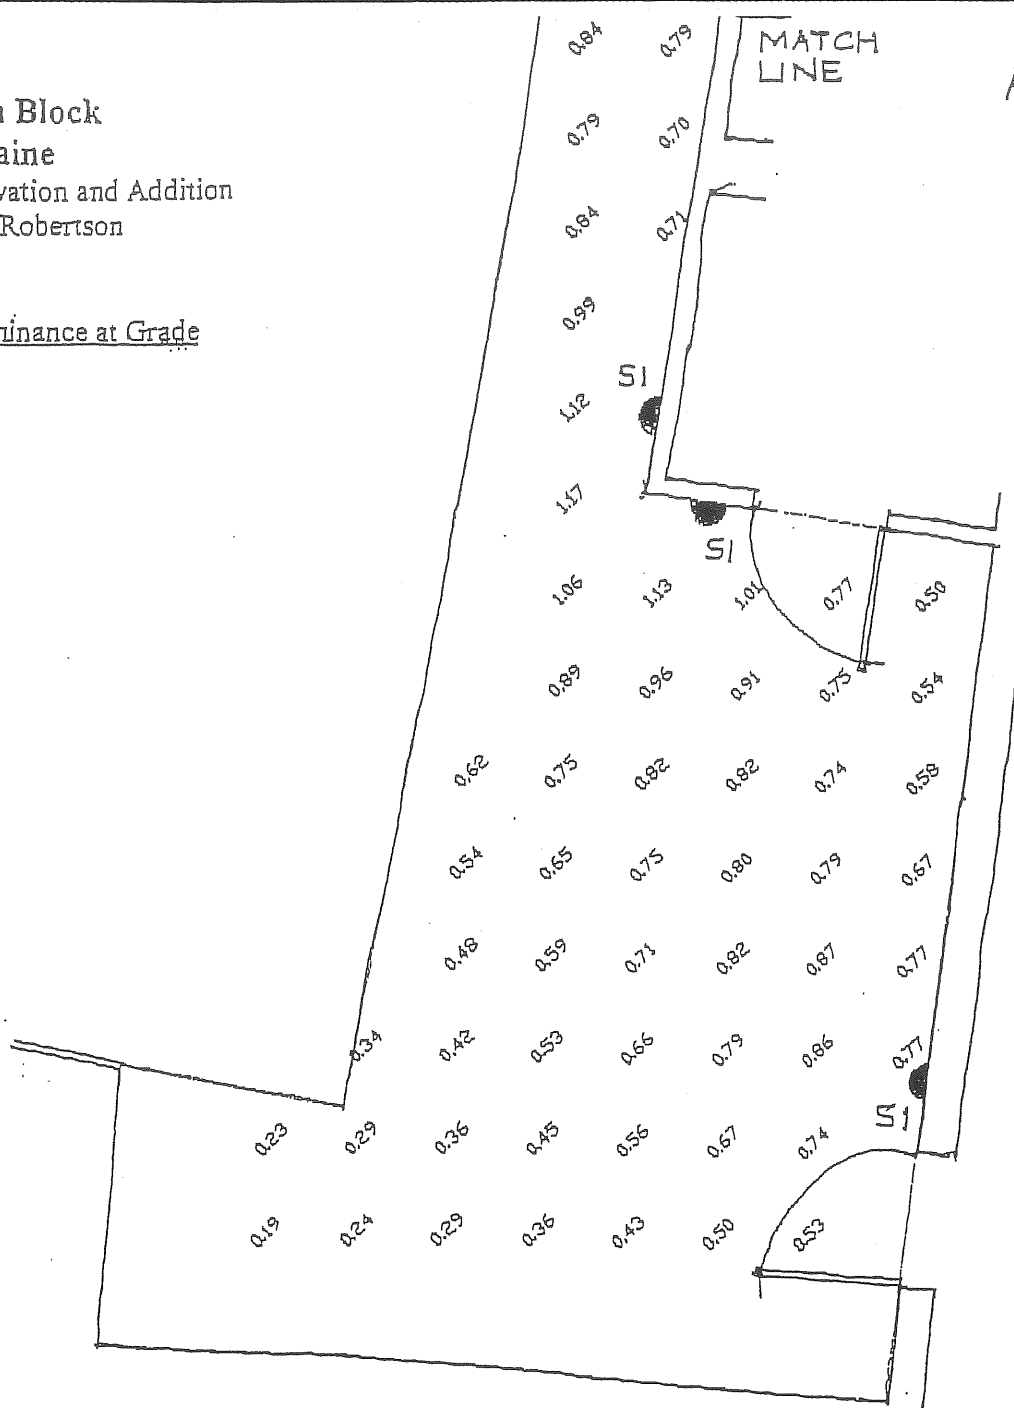 0.84 0.79
MATCH
LINE
Block
0.79 0.70
vation and Addition
0.84 0.71
Robertson
0.99
minance at Grade
S1
1.12
1.17
S1
1.06 1.13 1.01 0.77 0.50
0.89 0.96 0.91 0.75 0.54
0.62 0.75 0.82 0.82 0.74 0.58
0.54 0.65 0.75 0.80 0.79 0.67
0.48 0.59 0.71 0.82 0.87 0.77
0.34 0.42 0.53 0.66 0.79 0.86 0.77
S1
0.23 0.29 0.36 0.45 0.56 0.67 0.74
0.19 0.24 0.29 0.36 0.43 0.50 0.53